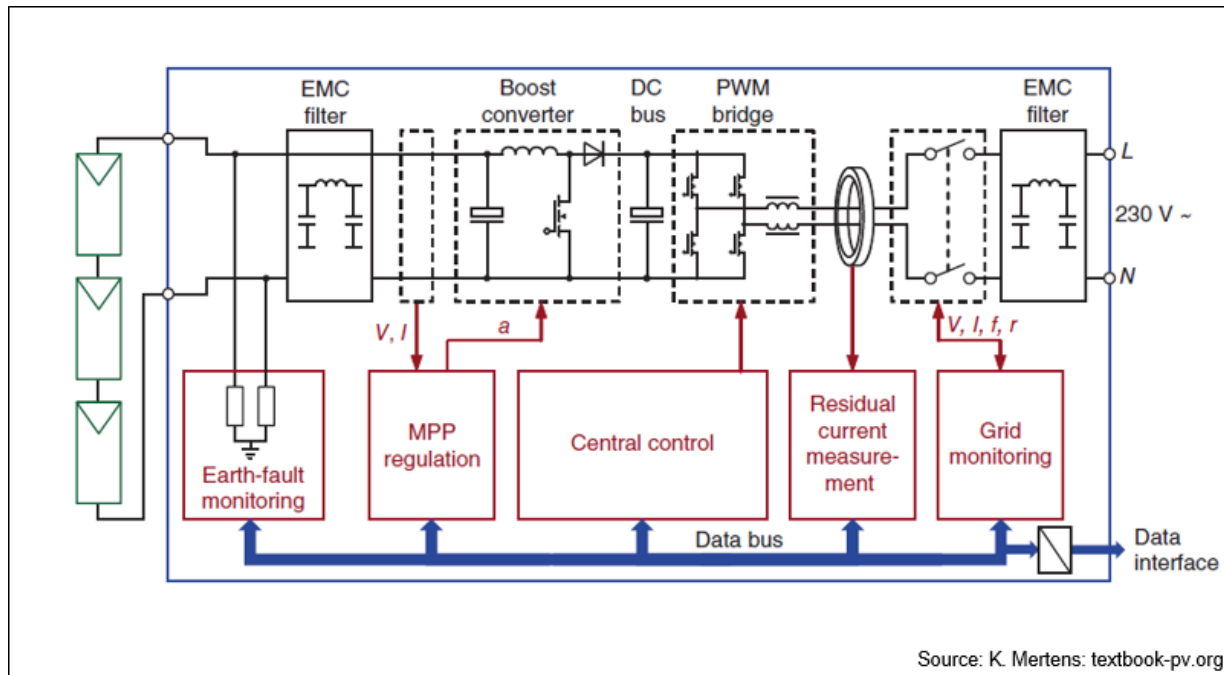 EMC
filter
Boost
converter
DC
bus
PWM
bridge
EMC
filter
L
230 V ~
N
V, I
a
V, I, f, r
Earth-fault
monitoring
MPP
regulation
Central control
Residual
current
measure-
ment
Grid
monitoring
Data bus
Data
interface
Source: K. Mertens: textbook-pv.org